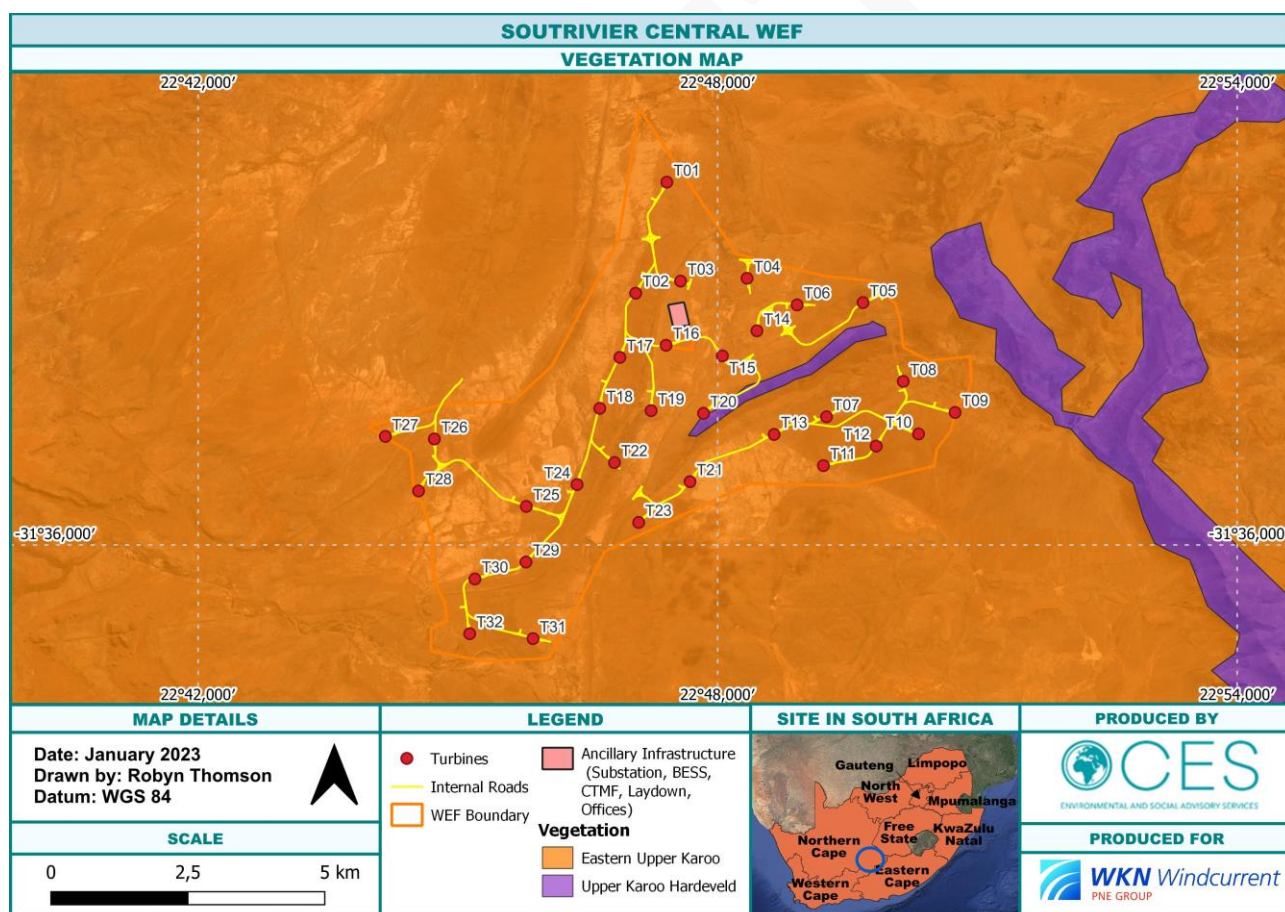 SOUTRIVIER CENTRAL WEF
VEGETATION MAP
22°42,000′
22°48,000′
22°54,000′
T01
T02
T03
T04
T06
T05
T14
T16
T17
T15
T08
T18
T19
T20
T07
T09
T13
T10
T12
T27
T26
T22
T11
T28
T24
T21
T25
T23
-31°36,000′
-31°36,000′
T29
T30
T32
T31
22°42,000′
22°48,000′
22°54,000′
MAP DETAILS
Date: January 2023
Drawn by: Robyn Thomson
Datum: WGS 84
SCALE
0 2,5 5 km
LEGEND
Turbines
Internal Roads
WEF Boundary
Ancillary Infrastructure
(Substation, BESS,
CTMF, Laydown,
Offices)
Vegetation
Eastern Upper Karoo
Upper Karoo Hardeveld
SITE IN SOUTH AFRICA
Limpopo
Gauteng
North
West
Mpumalanga
Free
State
KwaZulu
Natal
Northern
Cape
Eastern
Cape
Western
Cape
PRODUCED BY
CES
ENVIRONMENTAL AND SOCIAL ADVISORY SERVICES
PRODUCED FOR
WKN Windcurrent
PNE GROUP